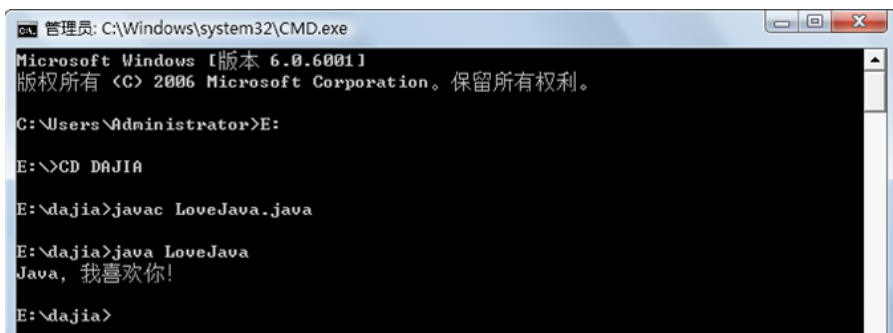 管理员: C:\Windows\system32\CMD.exe
Microsoft Windows [版本 6.0.6001]
版权所有 (C) 2006 Microsoft Corporation。保留所有权利。
C:\Users\Administrator>E:
E:\>CD DAJIA
E:\dajia>javac LoveJava.java
E:\dajia>java LoveJava
Java, 我喜欢你!
E:\dajia>